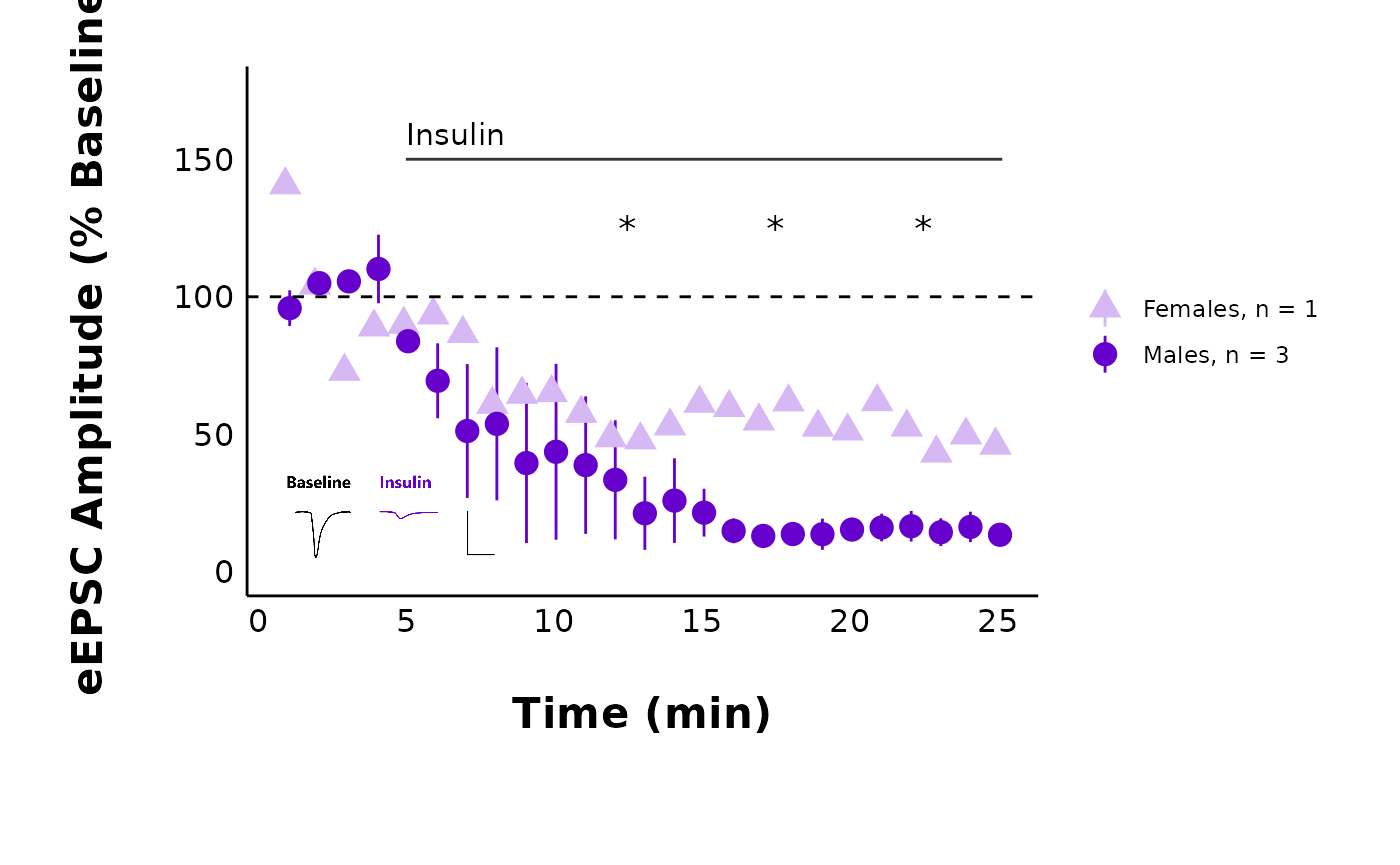 eEPSC Amplitude (% Baseline
150
100
50
0
Insulin
* * *
Baseline Insulin
0 5 10 15 20 25
Time (min)
Females, n = 1
Males, n = 3